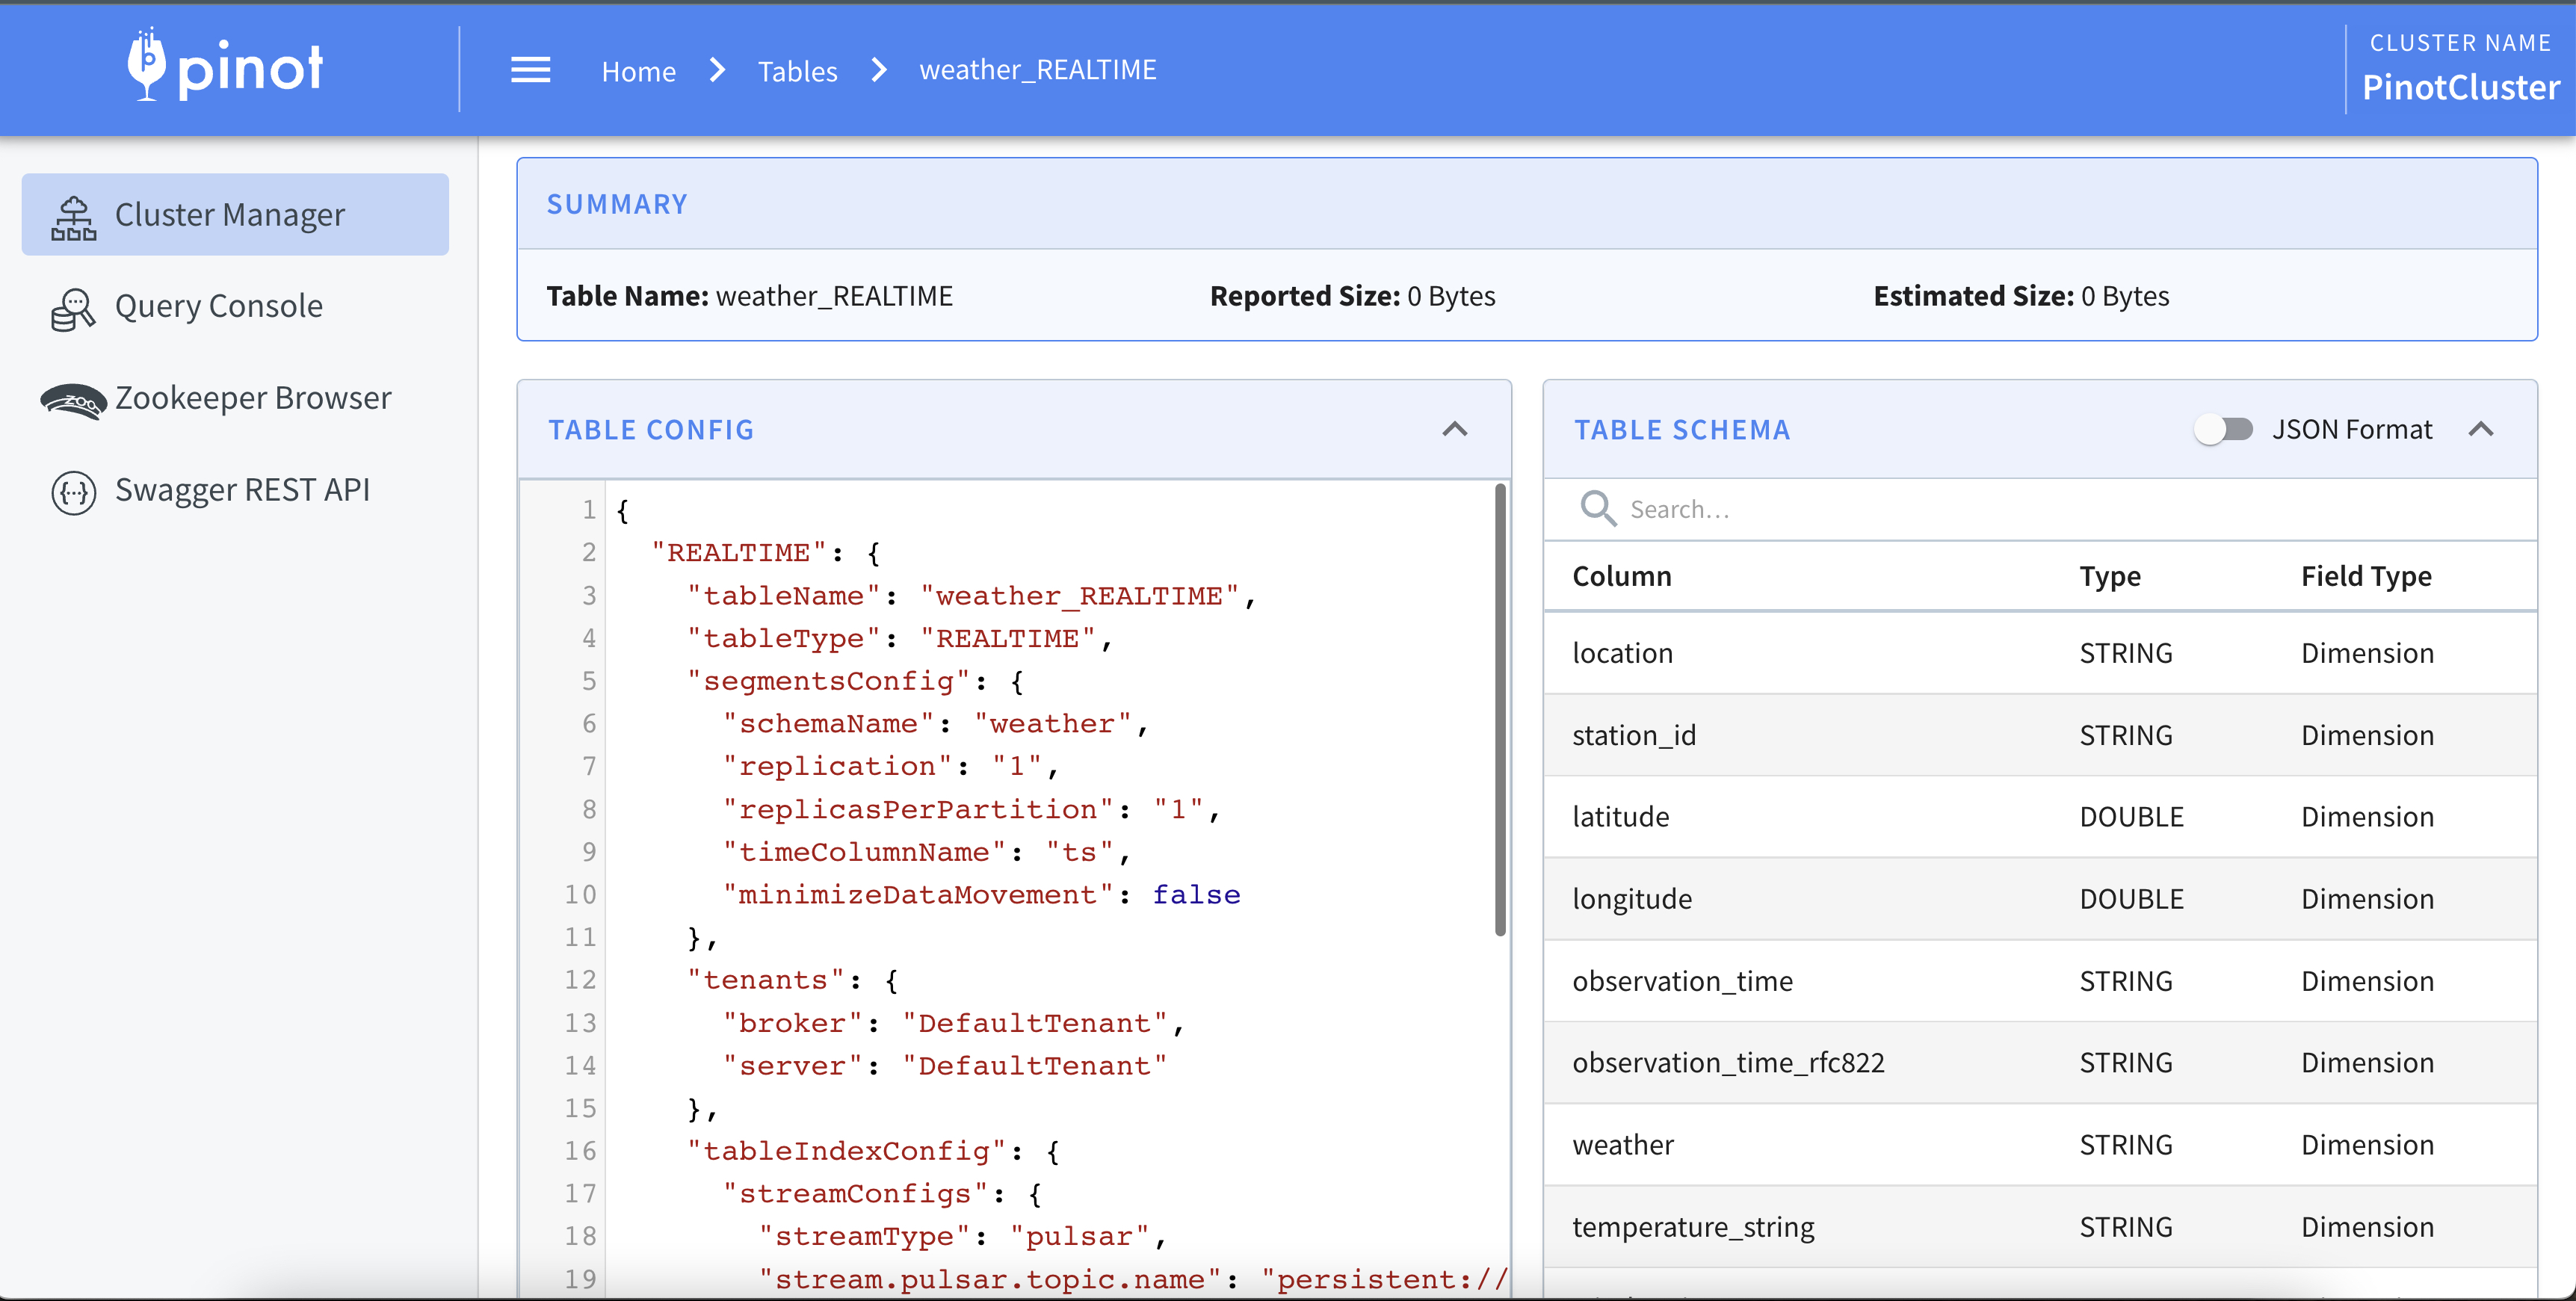 pinot
Home
Tables
weather_REALTIME
CLUSTER NAME
PinotCluster
Cluster Manager
Query Console
Zookeeper Browser
ZOO
Swagger REST API
SUMMARY
Table Name: weather_REALTIME
Reported Size: 0 Bytes
Estimated Size: 0 Bytes
TABLE CONFIG
1 {
2 "REALTIME": {
3 "tableName": "weather_REALTIME",
4 "tableType": "REALTIME",
5 "segmentsConfig": {
6 "schemaName": "weather",
7 "replication": "1",
8 "replicasPerPartition": "1",
9 "timeColumnName": "ts",
10 "minimizeDataMovement": false
11 },
12 "tenants": {
13 "broker": "DefaultTenant",
14 "server": "DefaultTenant"
15 },
16 "tableIndexConfig": {
17 "streamConfigs": {
18 "streamType": "pulsar",
19 "stream.pulsar.topic.name": "persistent://
TABLE SCHEMA
JSON Format
Search...
Column Type Field Type
location STRING Dimension
station_id STRING Dimension
latitude DOUBLE Dimension
longitude DOUBLE Dimension
observation_time STRING Dimension
observation_time_rfc822 STRING Dimension
weather STRING Dimension
temperature_string STRING Dimension